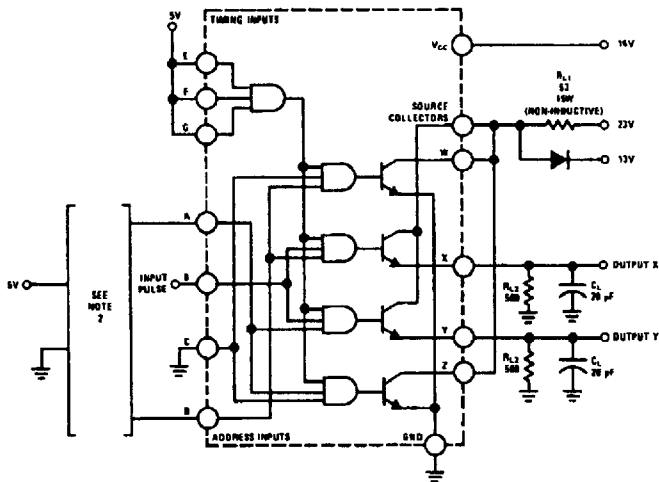 TIMING INPUTS
5V
E
F
G
VCC
14V
RL1
53
15W
(NON-INDUCTIVE)
SOURCE
COLLECTORS
23V
13V
W
A
5V
SEE
NOTE
2
INPUT
PULSE
B
X
OUTPUT X
RL2
500
CL
20 pF
C
Y
OUTPUT Y
RL2
500
CL
20 pF
Z
ADDRESS INPUTS
GND